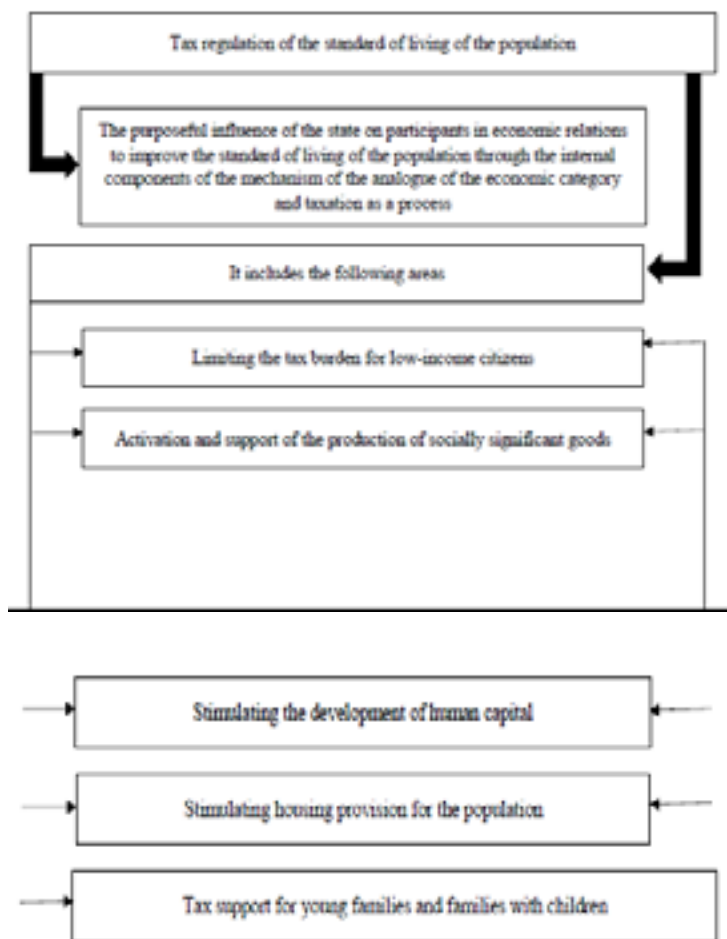 Tax regulation of the standard of living of the population
The purposeful influence of the state on participants in economic relations
to improve the standard of living of the population through the internal
components of the mechanism of the analogue of the economic category
and taxation as a process
It includes the following areas
Limiting the tax burden for low-income citizens
Activation and support of the production of socially significant goods
Stimulating the development of human capital
Stimulating housing provision for the population
Tax support for young families and families with children